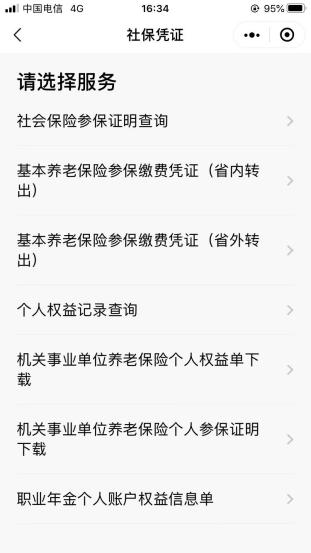 中国电信 4G 16:34 95%
社保凭证
请选择服务
社会保险参保证明查询
基本养老保险参保缴费凭证（省内转
出）
基本养老保险参保缴费凭证（省外转
出）
个人权益记录查询
机关事业单位养老保险个人权益单下
载
机关事业单位养老保险个人参保证明
下载
职业年金个人账户权益信息单